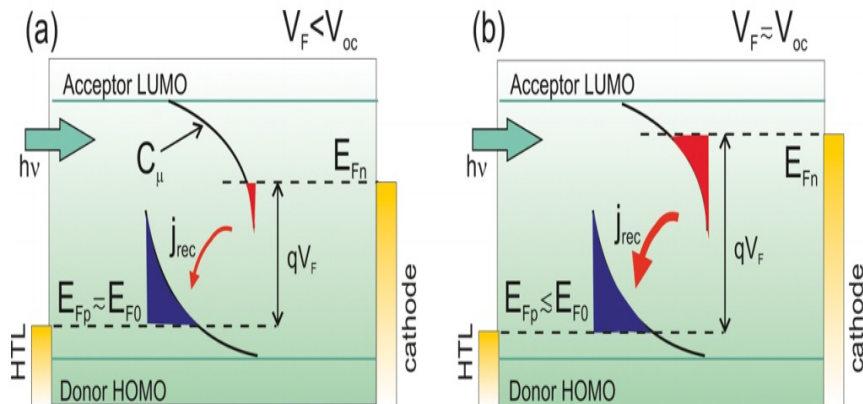 (a)
V_F<V_oc
Acceptor LUMO
hν
C_μ
E_Fn
j_rec
qV_F
E_Fp≈E_F0
HTL
cathode
Donor HOMO
(b)
V_F≈V_oc
Acceptor LUMO
hν
E_Fn
j_rec
qV_F
E_Fp≲E_F0
HTL
cathode
Donor HOMO